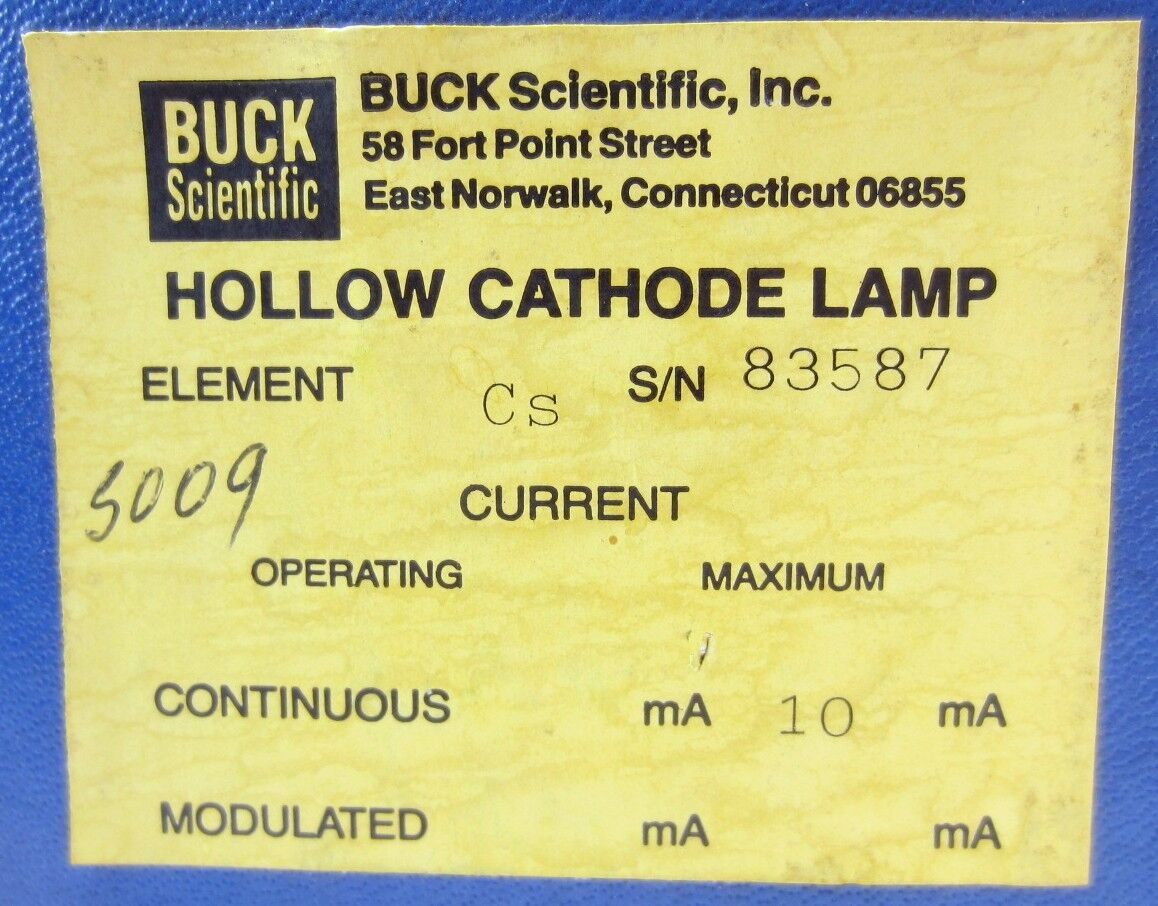 BUCK
Scientific
BUCK Scientific, Inc.
58 Fort Point Street
East Norwalk, Connecticut 06855
HOLLOW CATHODE LAMP
ELEMENT Cs S/N 83587
5009
CURRENT
OPERATING MAXIMUM
CONTINUOUS mA 10 mA
MODULATED mA mA